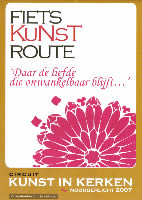 FIETS
KUNST
ROUTE
'Daar de liefde
die onwankelbaar blijft...'
CIRCUIT
KUNST IN KERKEN
NOORDERLICHT 2007